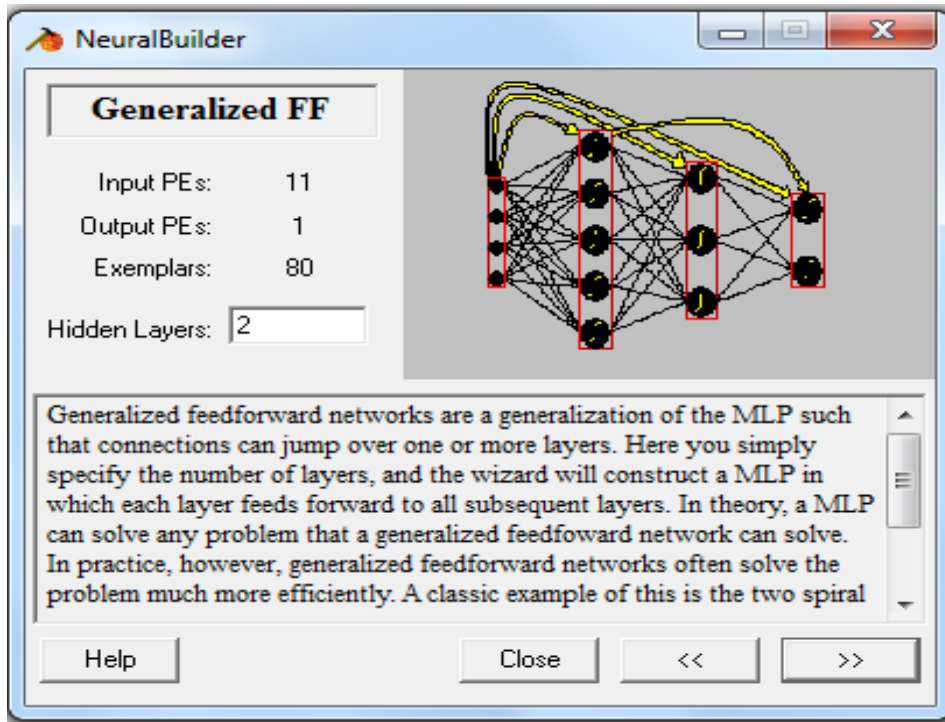 NeuralBuilder
Generalized FF
Input PEs: 11
Output PEs: 1
Exemplars: 80
Hidden Layers: 2
Generalized feedforward networks are a generalization of the MLP such
that connections can jump over one or more layers. Here you simply
specify the number of layers, and the wizard will construct a MLP in
which each layer feeds forward to all subsequent layers. In theory, a MLP
can solve any problem that a generalized feedfoward network can solve.
In practice, however, generalized feedforward networks often solve the
problem much more efficiently. A classic example of this is the two spiral
Help Close << >>